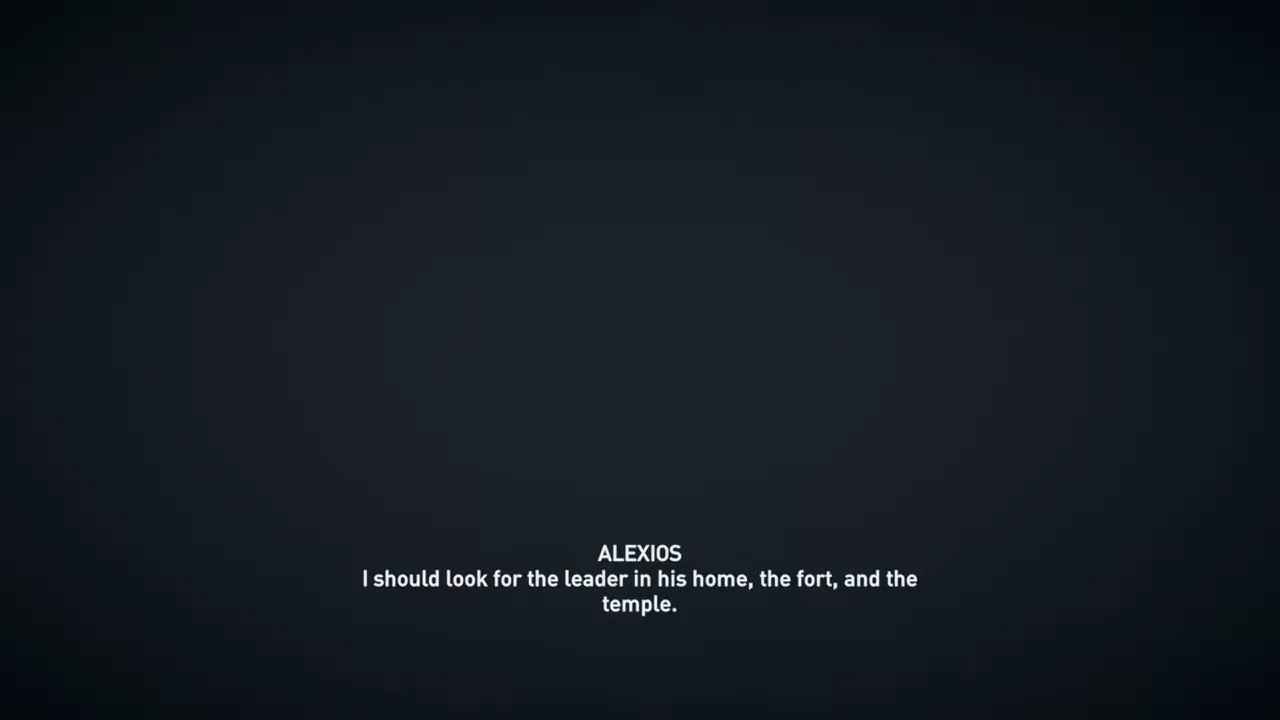 ALEXIOS
I should look for the leader in his home, the fort, and the
temple.